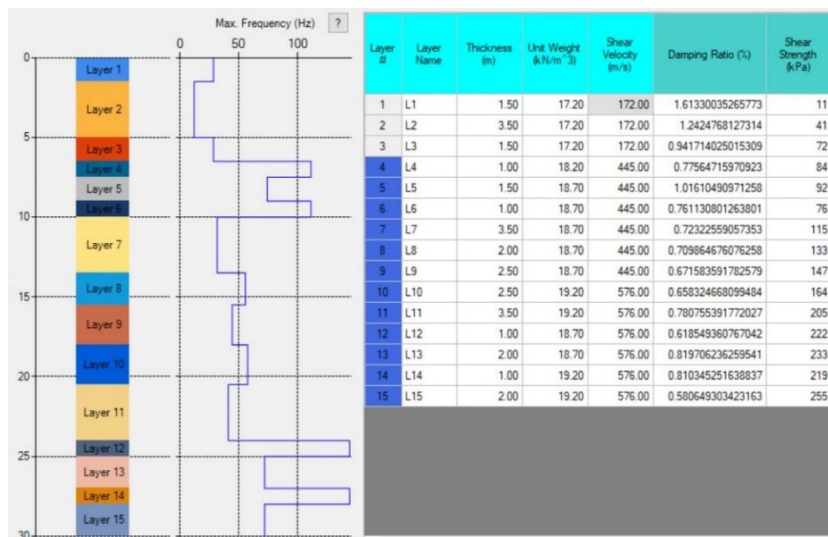 Max. Frequency (Hz) ?
0 50 100
0
5
10
15
20
25
30
Layer 1
Layer 2
Layer 3
Layer 4
Layer 5
Layer 6
Layer 7
Layer 8
Layer 9
Layer 10
Layer 11
Layer 12
Layer 13
Layer 14
Layer 15
Layer # Layer Name Thickness (m) Unit Weight (kN/m^3) Shear Velocity (m/s) Damping Ratio (%) Shear Strength (kPa)
1 L1 1.50 17.20 172.00 1.61330035265773 11
2 L2 3.50 17.20 172.00 1.2424768127314 41
3 L3 1.50 17.20 172.00 0.941714025015309 72
4 L4 1.00 18.20 445.00 0.77564715970923 84
5 L5 1.50 18.70 445.00 1.01610490971258 92
6 L6 1.00 18.70 445.00 0.761130801263801 76
7 L7 3.50 18.70 445.00 0.72322559057353 115
8 L8 2.00 18.70 445.00 0.709864676076258 133
9 L9 2.50 18.70 445.00 0.671583591782579 147
10 L10 2.50 19.20 576.00 0.658324668099484 164
11 L11 3.50 19.20 576.00 0.780755391772027 205
12 L12 1.00 18.70 576.00 0.618549360767042 222
13 L13 2.00 18.70 576.00 0.819706236259541 233
14 L14 1.00 19.20 576.00 0.810345251638837 219
15 L15 2.00 19.20 576.00 0.580649303423163 255